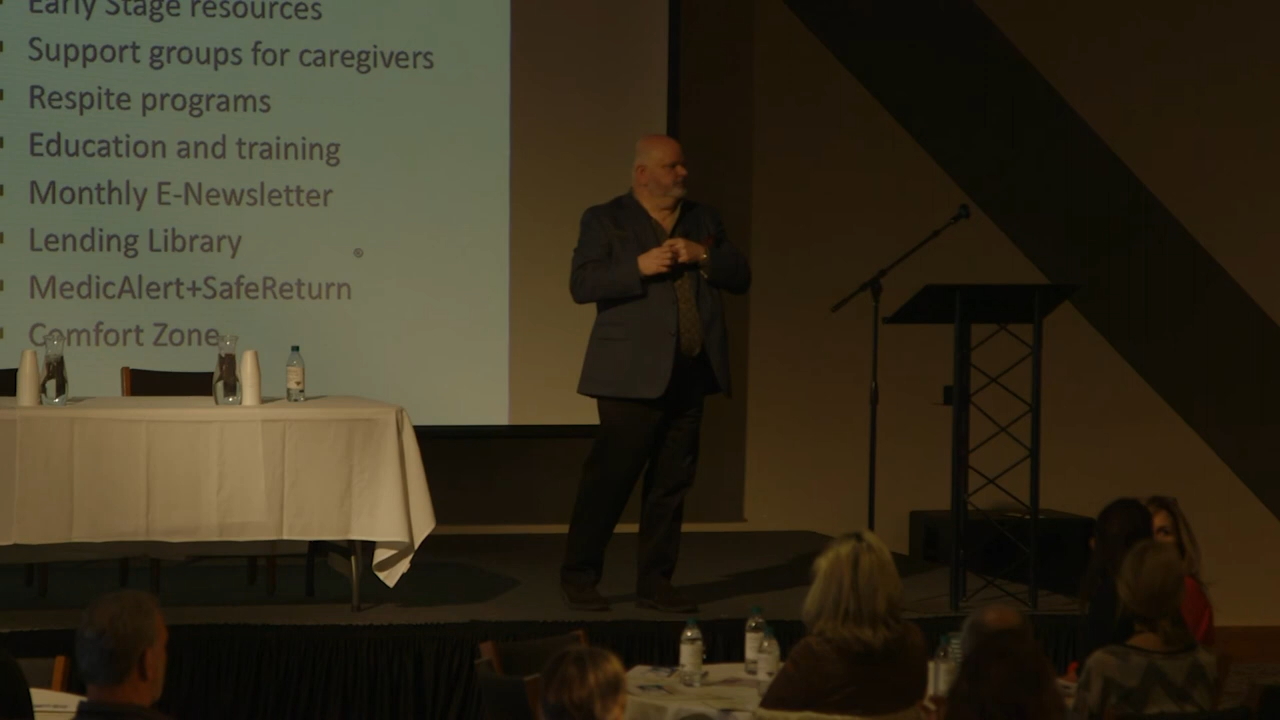 Early Stage resources
Support groups for caregivers
Respite programs
Education and training
Monthly E-Newsletter
Lending Library
®
MedicAlert+SafeReturn
Comfort Zone